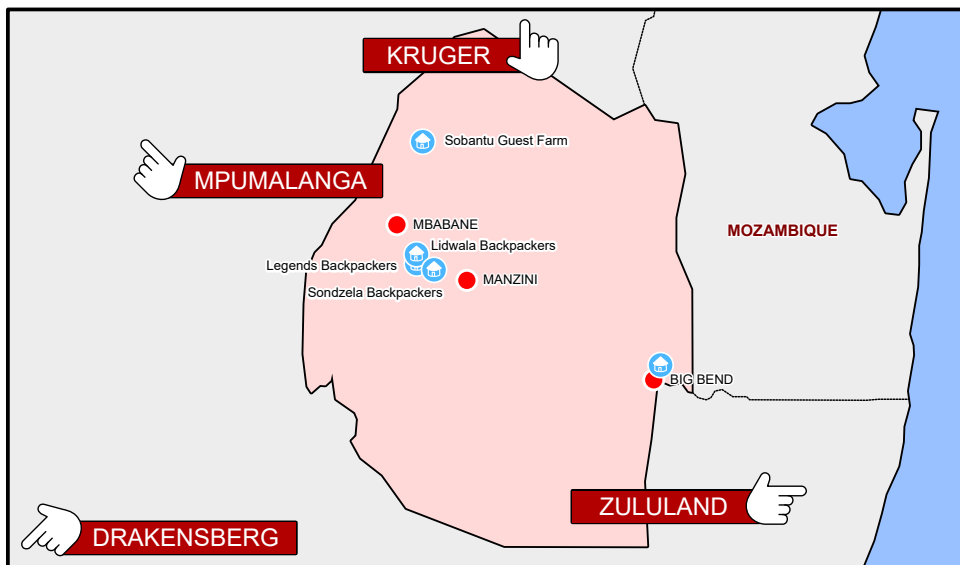 KRUGER
Sobantu Guest Farm
MPUMALANGA
MBABANE
MOZAMBIQUE
Lidwala Backpackers
Legends Backpackers
MANZINI
Sondzela Backpackers
BIG BEND
ZULULAND
DRAKENSBERG